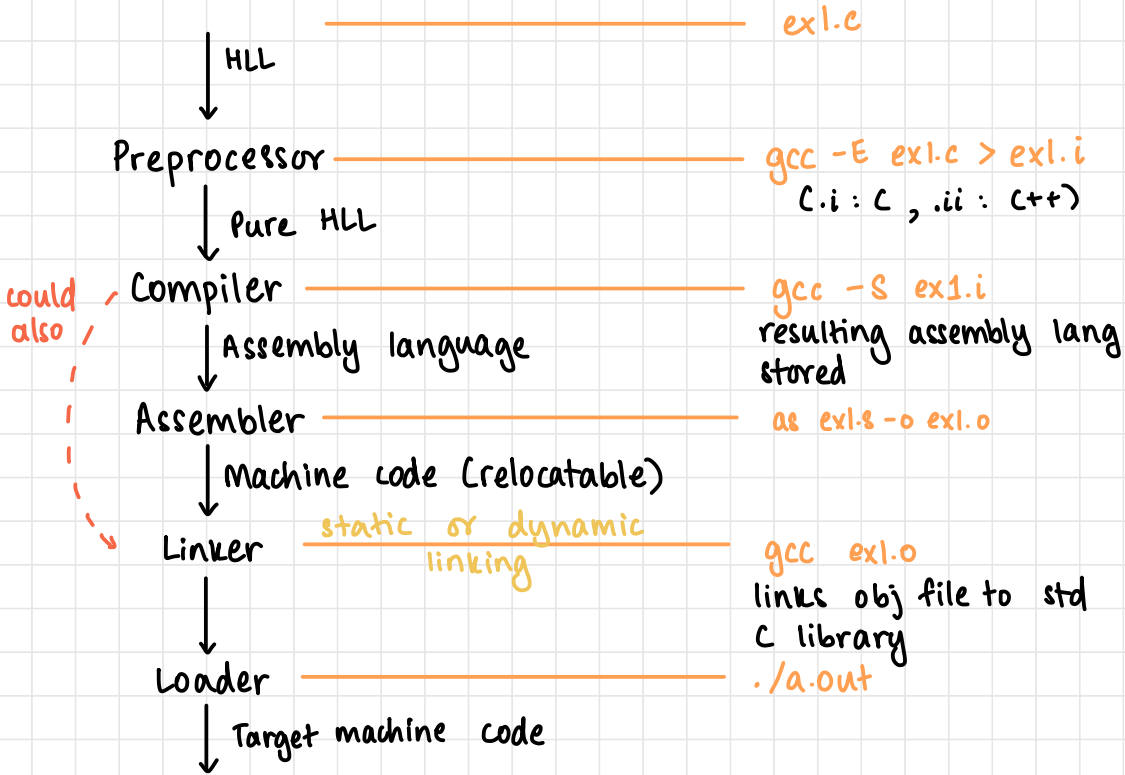 ex1.c
HLL
Preprocessor
gcc -E ex1.c > ex1.i
(.i : C , .ii : C++)
Pure HLL
could
also
Compiler
gcc -S ex1.i
resulting assembly lang
stored
Assembly language
Assembler
as ex1.s -o ex1.o
Machine code (relocatable)
Linker
static or dynamic
linking
gcc ex1.o
links obj file to std
C library
Loader
./a.out
Target machine code